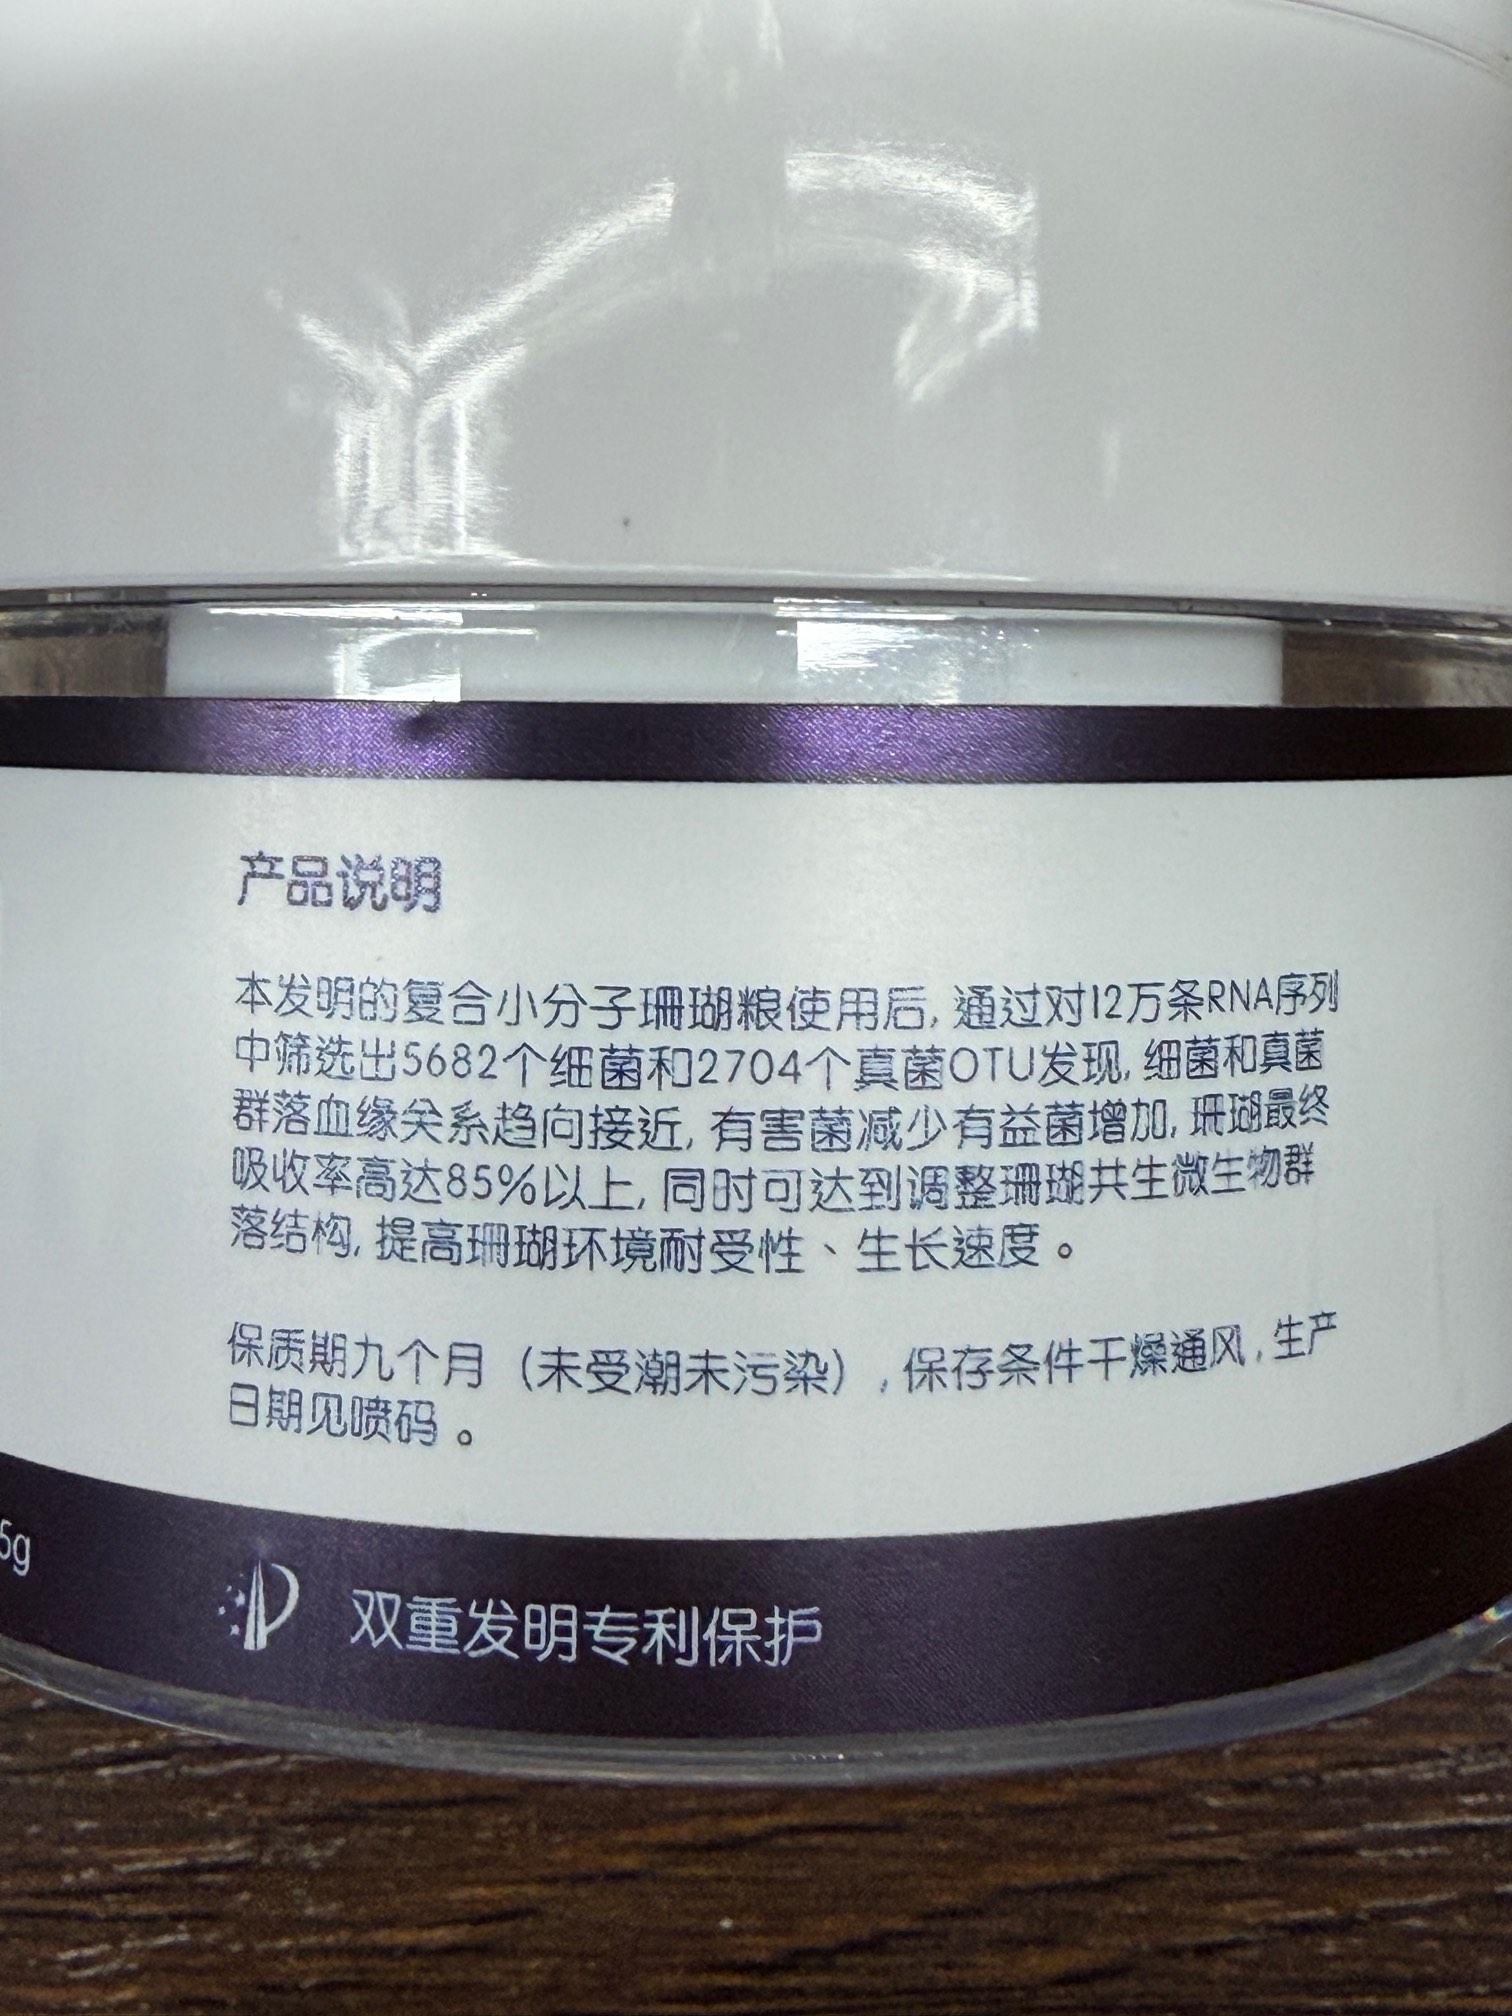 产品说明
本发明的复合小分子珊瑚粮使用后,通过对12万条RNA序列
中筛选出5682个细菌和2704个真菌OTU发现,细菌和真菌
群落血缘关系趋向接近,有害菌减少有益菌增加,珊瑚最终
吸收率高达85%以上,同时可达到调整珊瑚共生微生物群
落结构,提高珊瑚环境耐受性、生长速度。
保质期九个月（未受潮未污染）,保存条件干燥通风,生产
日期见喷码。
5g
双重发明专利保护